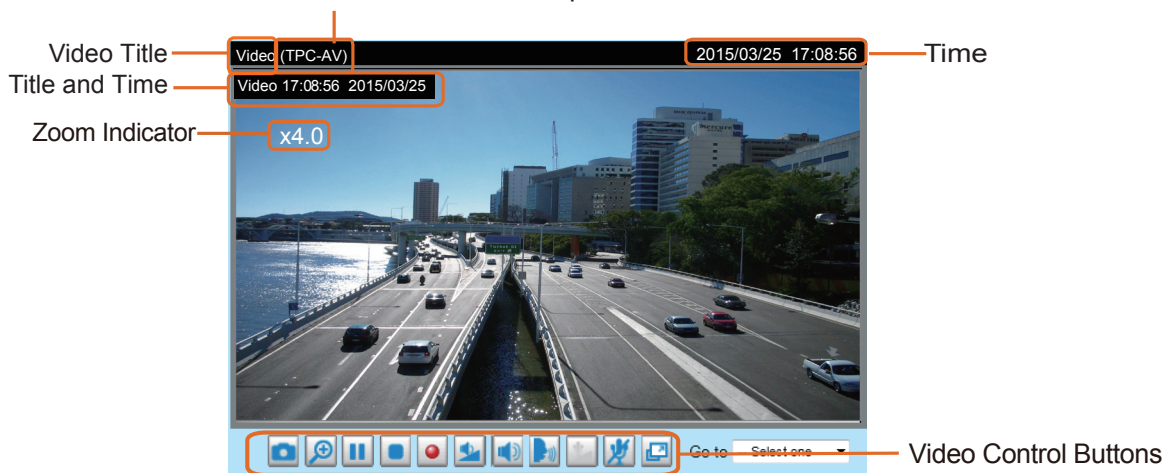 Video Title
Video (TPC-AV)
2015/03/25 17:08:56
Time
Title and Time
Video 17:08:56 2015/03/25
Zoom Indicator
x4.0
mercure
Go to
Select one
Video Control Buttons